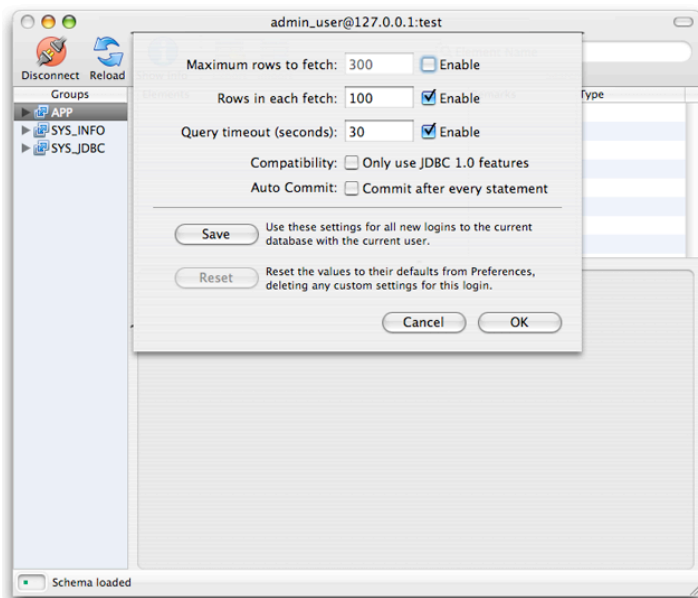 admin_user@127.0.0.1:test
Disconnect Reload
Groups
Type
APP
SYS_INFO
SYS_JDBC
Maximum rows to fetch: 300 Enable
Rows in each fetch: 100 Enable
Query timeout (seconds): 30 Enable
Compatibility: Only use JDBC 1.0 features
Auto Commit: Commit after every statement
Save Use these settings for all new logins to the current
database with the current user.
Reset Reset the values to their defaults from Preferences,
deleting any custom settings for this login.
Cancel OK
Schema loaded